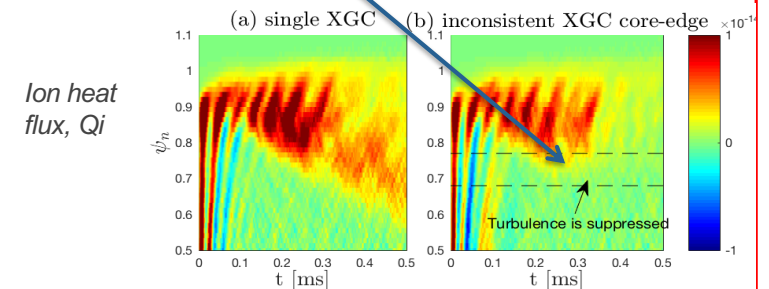 (a) single XGC
(b) inconsistent XGC core-edge
×10⁻¹⁴
Ion heat
flux, Qi
ψₙ
1.1
1
0.9
0.8
0.7
0.6
0.5
0 0.1 0.2 0.3 0.4 0.5
t [ms]
1.1
1
0.9
0.8
0.7
0.6
0.5
Turbulence is suppressed
0 0.1 0.2 0.3 0.4 0.5
t [ms]
1
0
-1